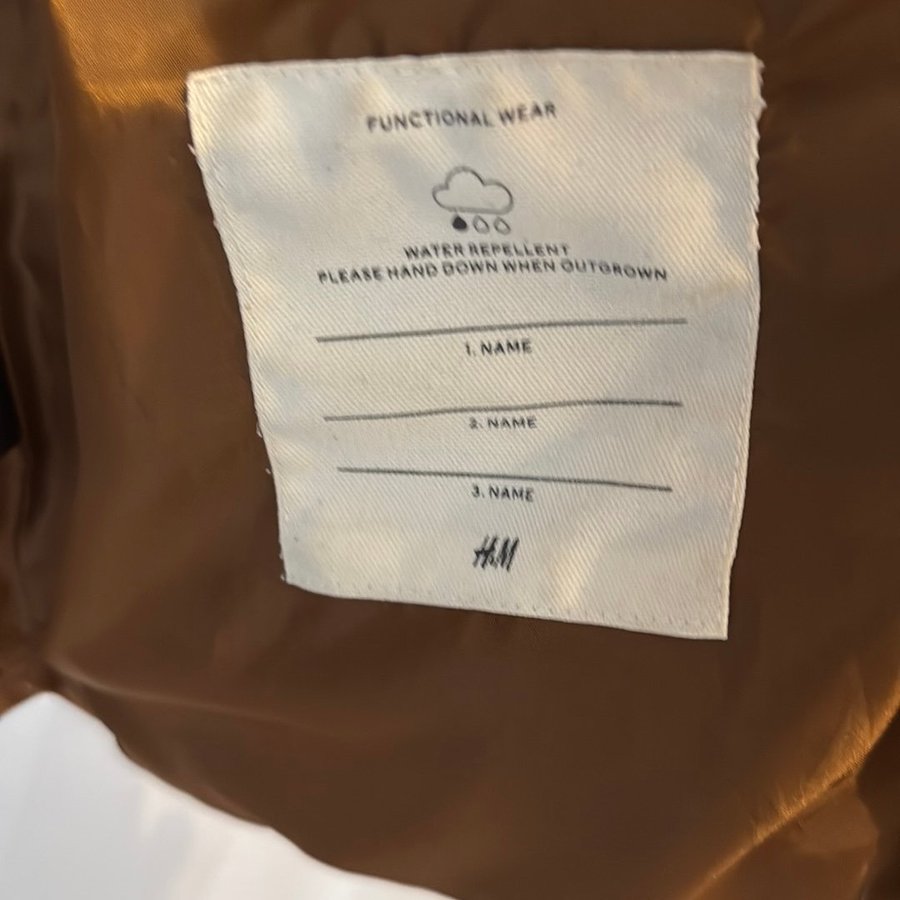 FUNCTIONAL WEAR
WATER REPELLENT
PLEASE HAND DOWN WHEN OUTGROWN
1. NAME
2. NAME
3. NAME
H&M